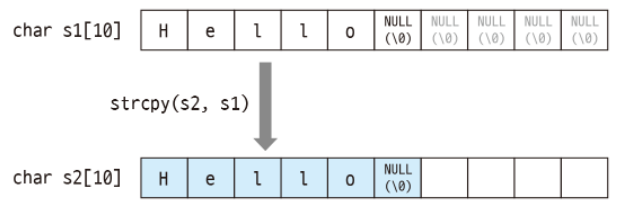 char s1[10] H e l l o NULL (\0) NULL (\0) NULL (\0) NULL (\0) NULL (\0)
strcpy(s2, s1)
char s2[10] H e l l o NULL (\0)